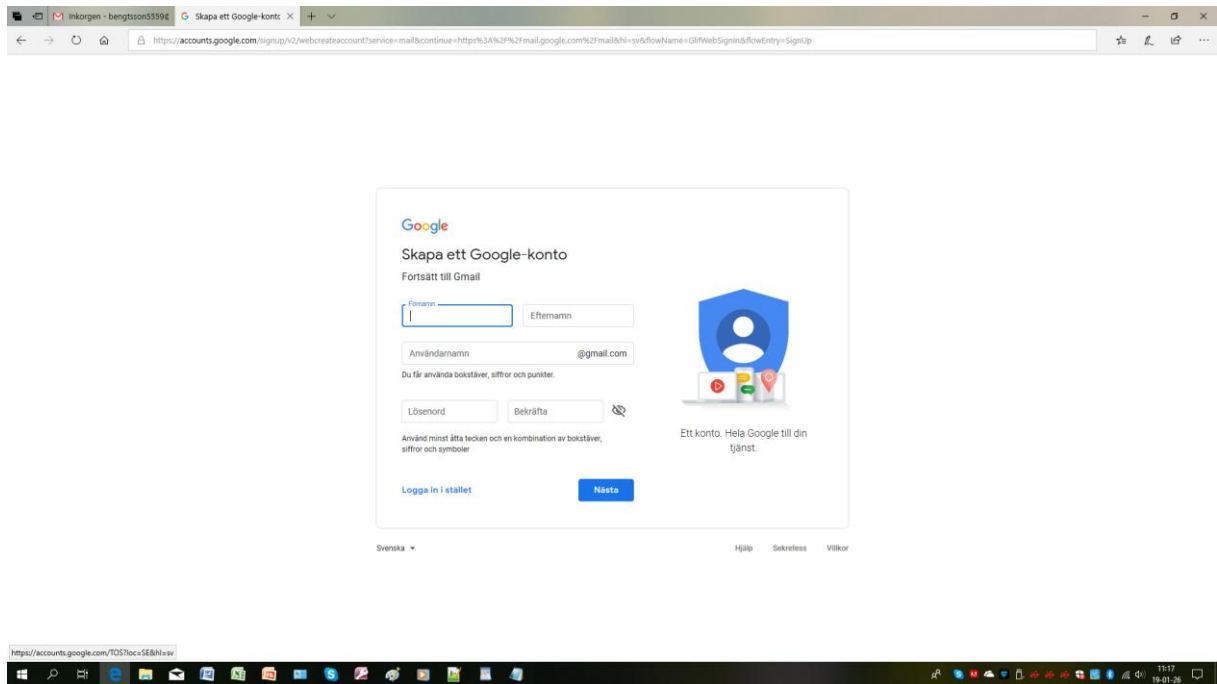 Inkorgen - bengtsson5559@
Skapa ett Google-kontc
https://accounts.google.com/signup/v2/webcreateaccount?service=mail&continue=https%3A%2F%2Fmail.google.com%2Fmail&hl=sv&flowName=GlifWebSignIn&flowEntry=SignUp
Google
Skapa ett Google-konto
Fortsätt till Gmail
Förnamn
Efternamn
Användarnamn @gmail.com
Du får använda bokstäver, siffror och punkter.
Lösenord Bekräfta
Använd minst åtta tecken och en kombination av bokstäver,
siffror och symboler
Logga in i stället Nästa
Ett konto. Hela Google till din
tjänst.
Svenska Hjälp Sekretess Villkor
https://accounts.google.com/TOS?loc=SE&hl=sv
11:17
19-01-26